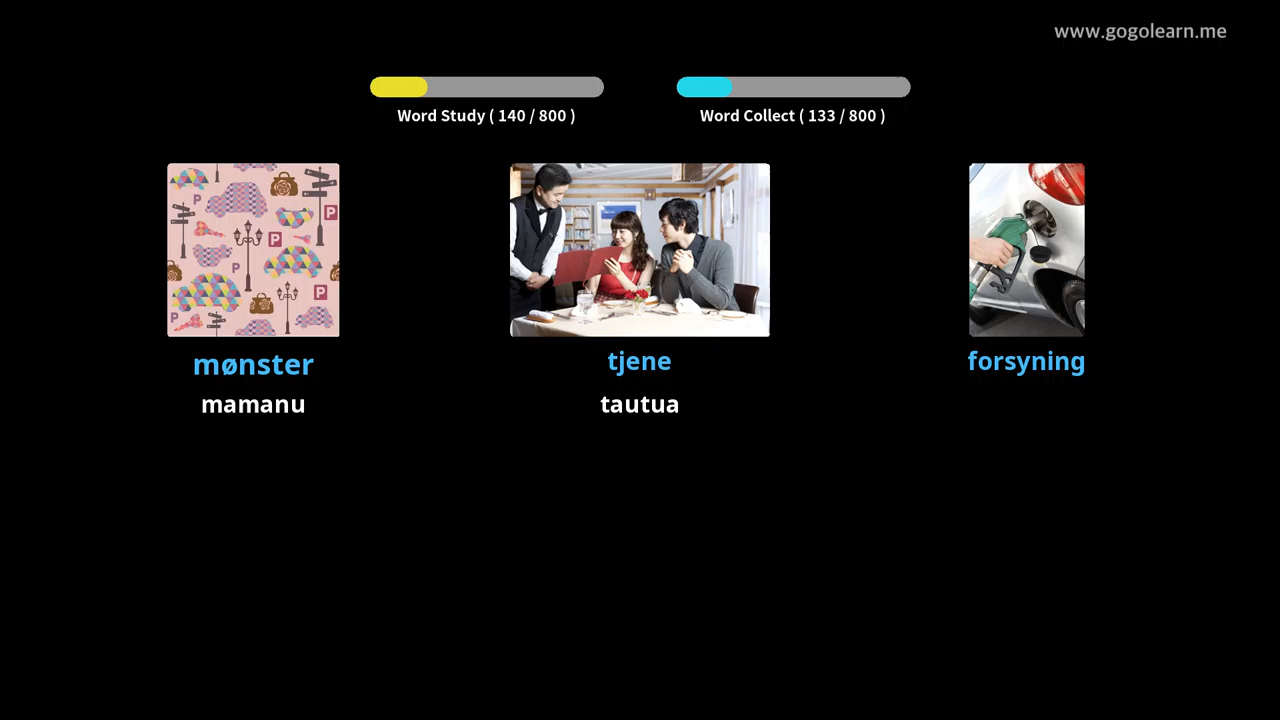 www.gogolearn.me
Word Study ( 140 / 800 )
Word Collect ( 133 / 800 )
P
P
P
P
P
P
mønster
mamanu
tjene
tautua
forsyning